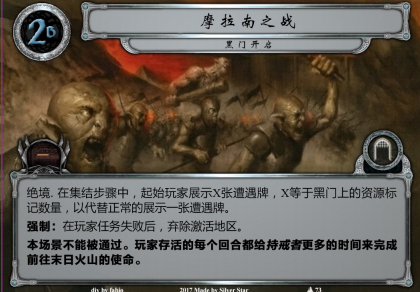 2B
摩拉南之战
黑门开启
绝境. 在集结步骤中，起始玩家展示X张遭遇牌，X等于黑门上的资源标
记数量，以代替正常的展示一张遭遇牌。
强制：在玩家任务失败后，弃除激活地区。
本场景不能被通过。玩家存活的每个回合都给持戒者更多的时间来完成
前往末日火山的使命。
diy by fahjn
2017 Made by Silver Star
73